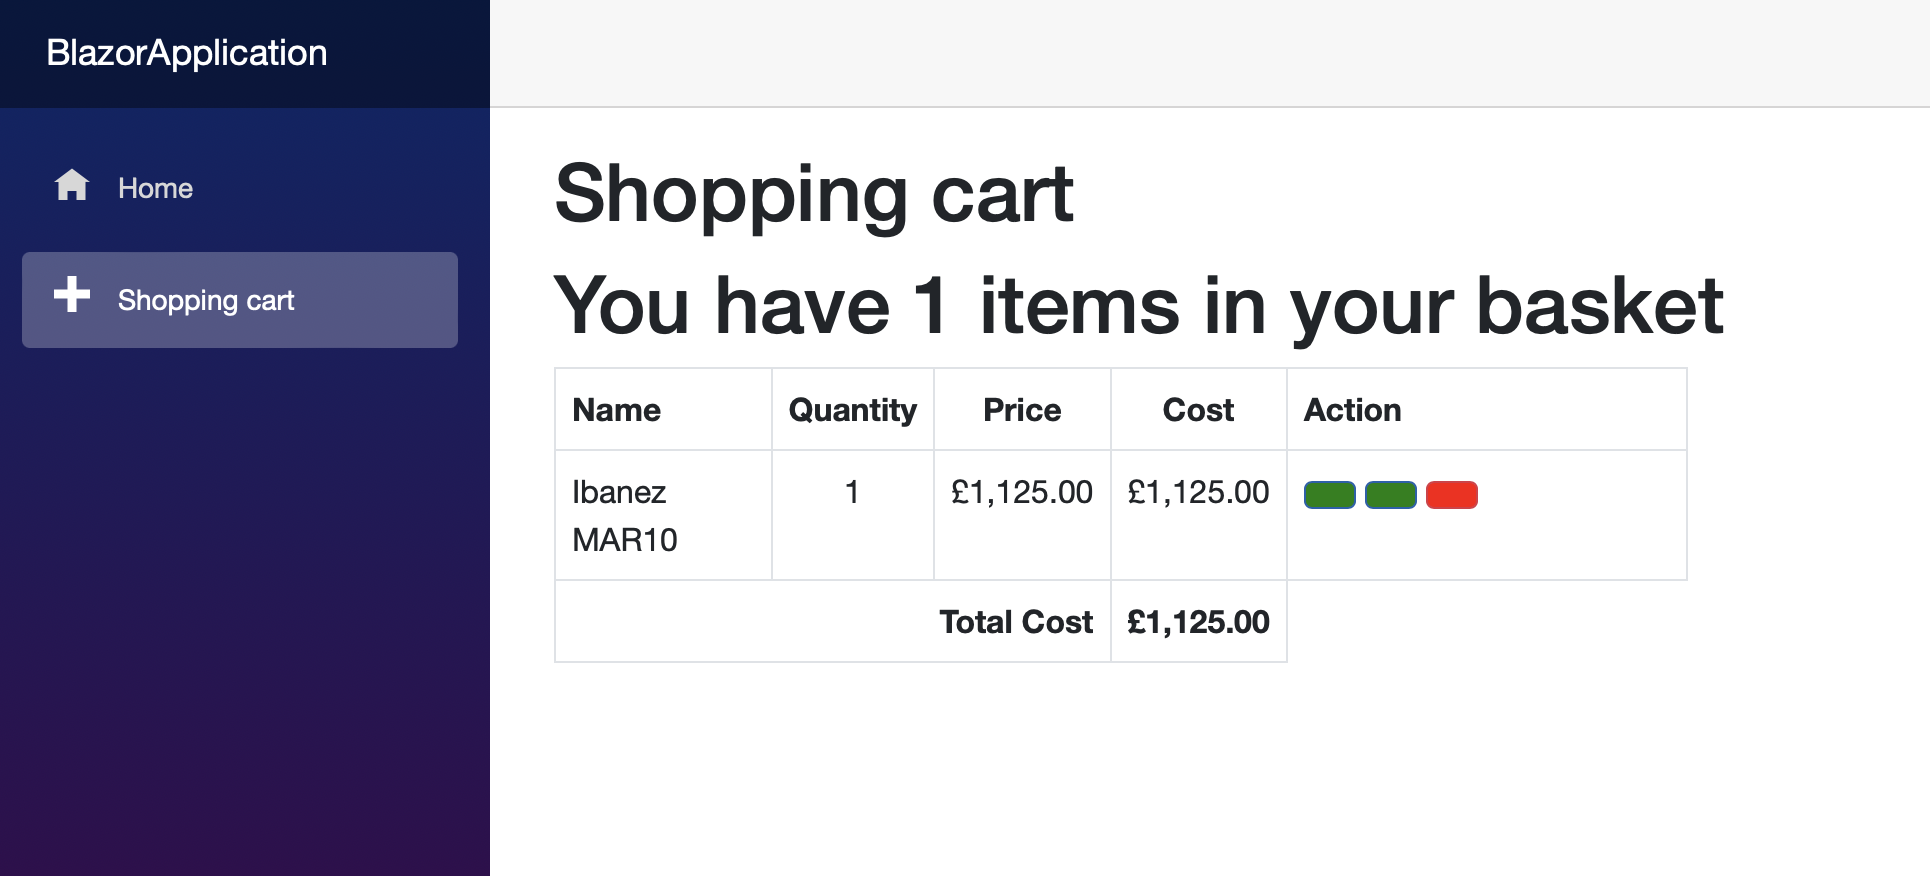 BlazorApplication
Home
Shopping cart
Shopping cart
You have 1 items in your basket
Name Quantity Price Cost Action
Ibanez MAR10 1 £1,125.00 £1,125.00
Total Cost £1,125.00